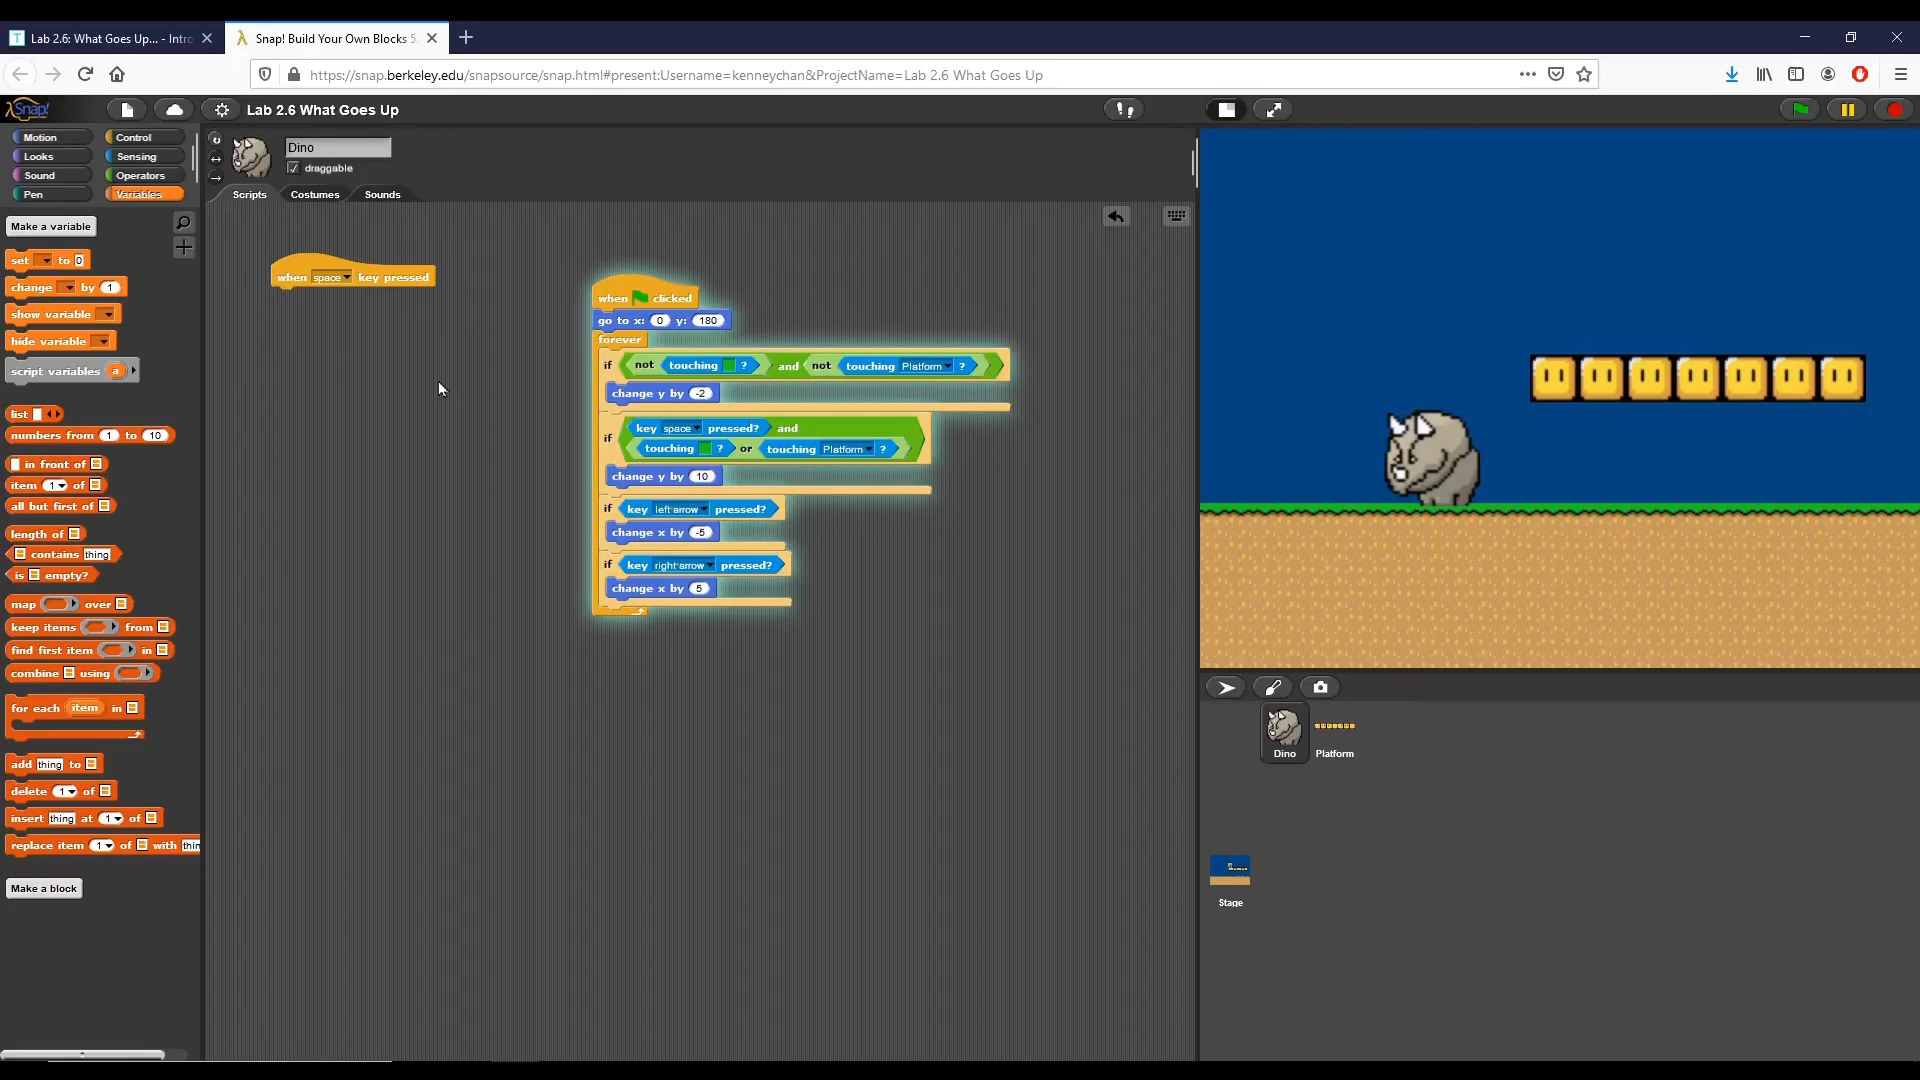 Lab 2.6: What Goes Up... - Intro
Snap! Build Your Own Blocks 5.
https://snap.berkeley.edu/snapsource/snap.html#present:Username=kenneychan&ProjectName=Lab 2.6 What Goes Up
Snap!
Lab 2.6 What Goes Up
Motion
Control
Looks
Sensing
Sound
Operators
Pen
Variables
Make a variable
set to 0
change by 1
show variable
hide variable
script variables a
list
numbers from 1 to 10
in front of
item 1 of
all but first of
length of
contains thing
is empty?
map over
keep items from
find first item in
combine using
for each item in
add thing to
delete 1 of
insert thing at 1 of
replace item 1 of with thin
Make a block
Dino
draggable
Scripts
Costumes
Sounds
when space key pressed
when clicked
go to x: 0 y: 180
forever
if not touching ? and not touching Platform ?
change y by -2
if key space pressed? and
touching ? or touching Platform ?
change y by 10
if key left arrow pressed?
change x by -5
if key right arrow pressed?
change x by 5
Dino
Platform
Stage